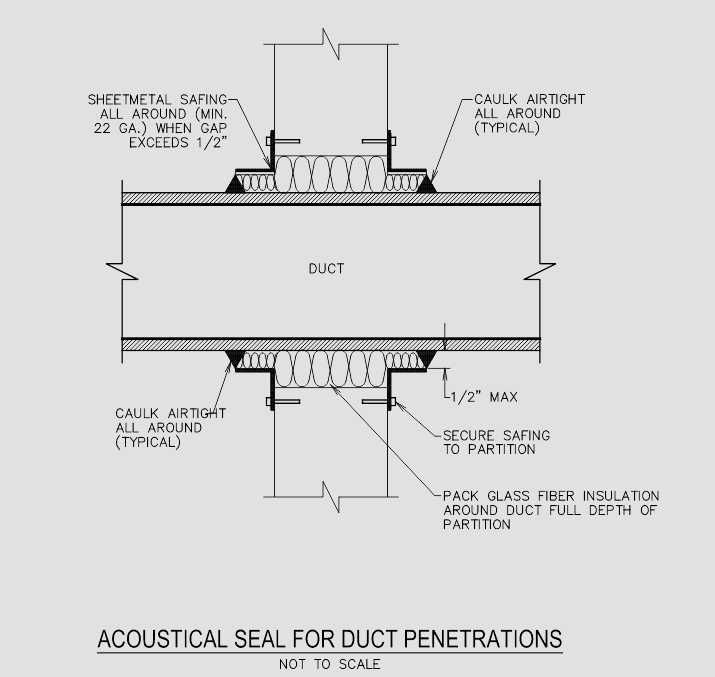 SHEETMETAL SAFING
ALL AROUND (MIN.
22 GA.) WHEN GAP
EXCEEDS 1/2"
CAULK AIRTIGHT
ALL AROUND
(TYPICAL)
DUCT
1/2" MAX
CAULK AIRTIGHT
ALL AROUND
(TYPICAL)
SECURE SAFING
TO PARTITION
PACK GLASS FIBER INSULATION
AROUND DUCT FULL DEPTH OF
PARTITION
ACOUSTICAL SEAL FOR DUCT PENETRATIONS
NOT TO SCALE